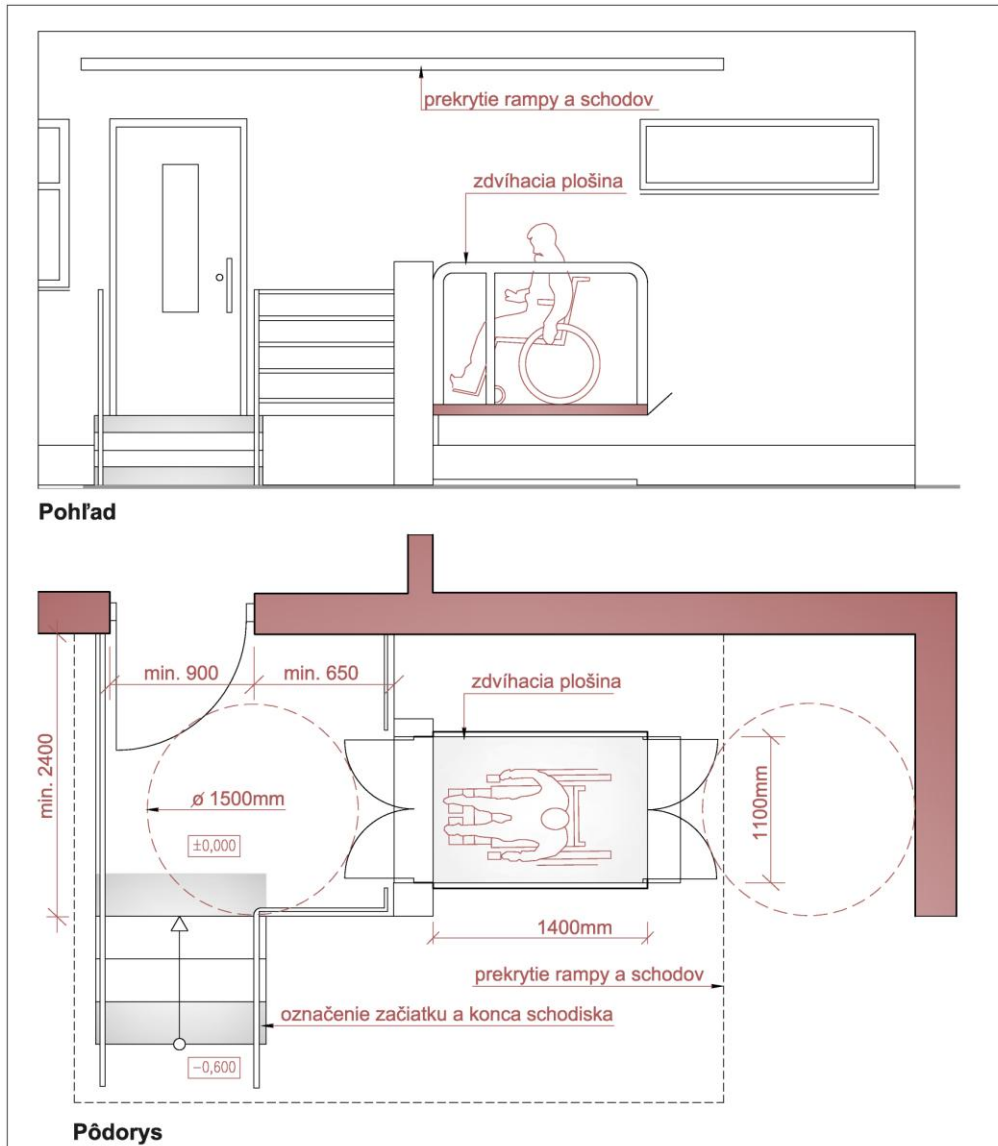 prekrytie rampy a schodov
zdvíhacia plošina
Pohľad
min. 900
min. 650
zdvíhacia plošina
min. 2400
ø 1500mm
1100mm
±0,000
1400mm
prekrytie rampy a schodov
označenie začiatku a konca schodiska
−0,600
Pôdorys